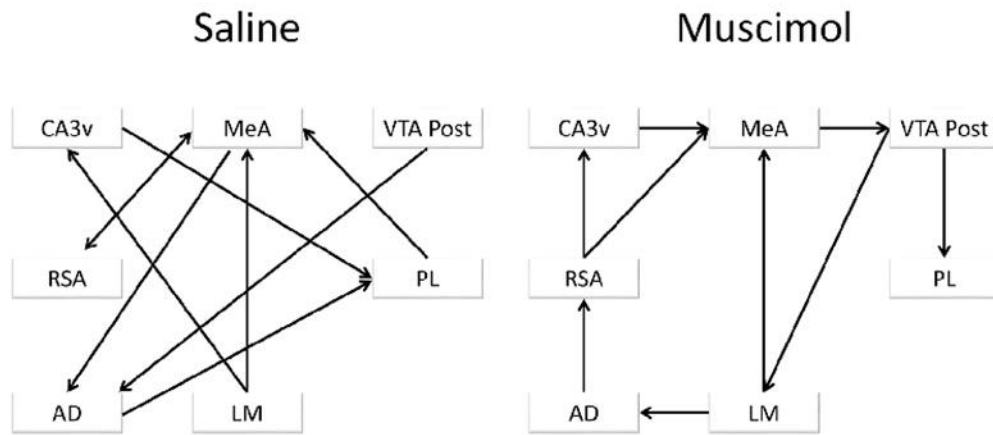 Saline
Muscimol
CA3v
MeA
VTA Post
RSA
PL
AD
LM
CA3v
MeA
VTA Post
RSA
PL
AD
LM